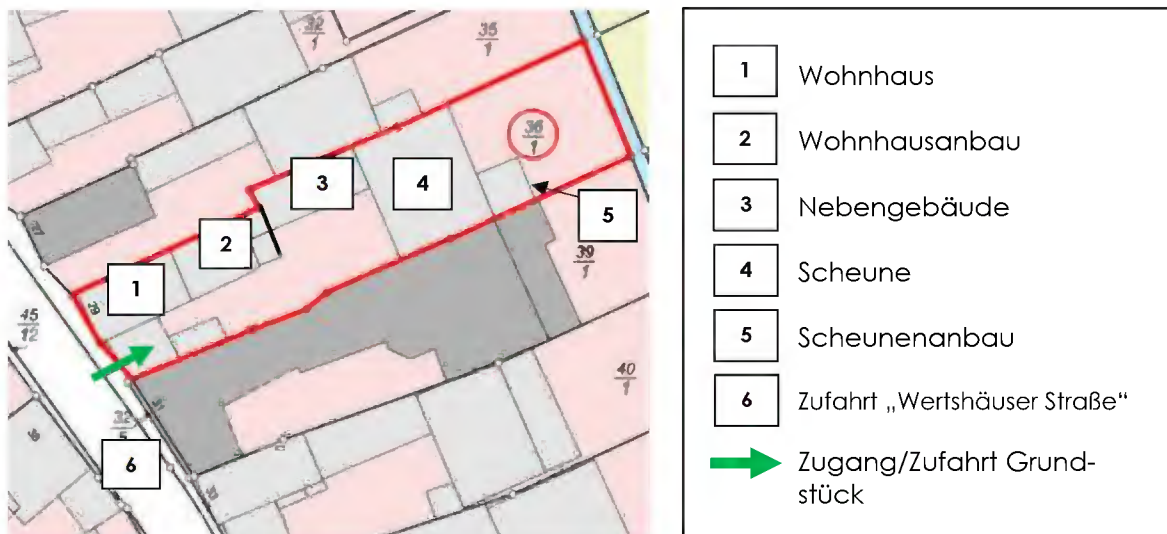 32
1
35
1
36
1
3
4
5
2
39
1
1
45
12
40
1
32
5
6
1 Wohnhaus
2 Wohnhausanbau
3 Nebengebäude
4 Scheune
5 Scheunenanbau
6 Zufahrt „Wertshäuser Straße“
Zugang/Zufahrt Grund-
stück